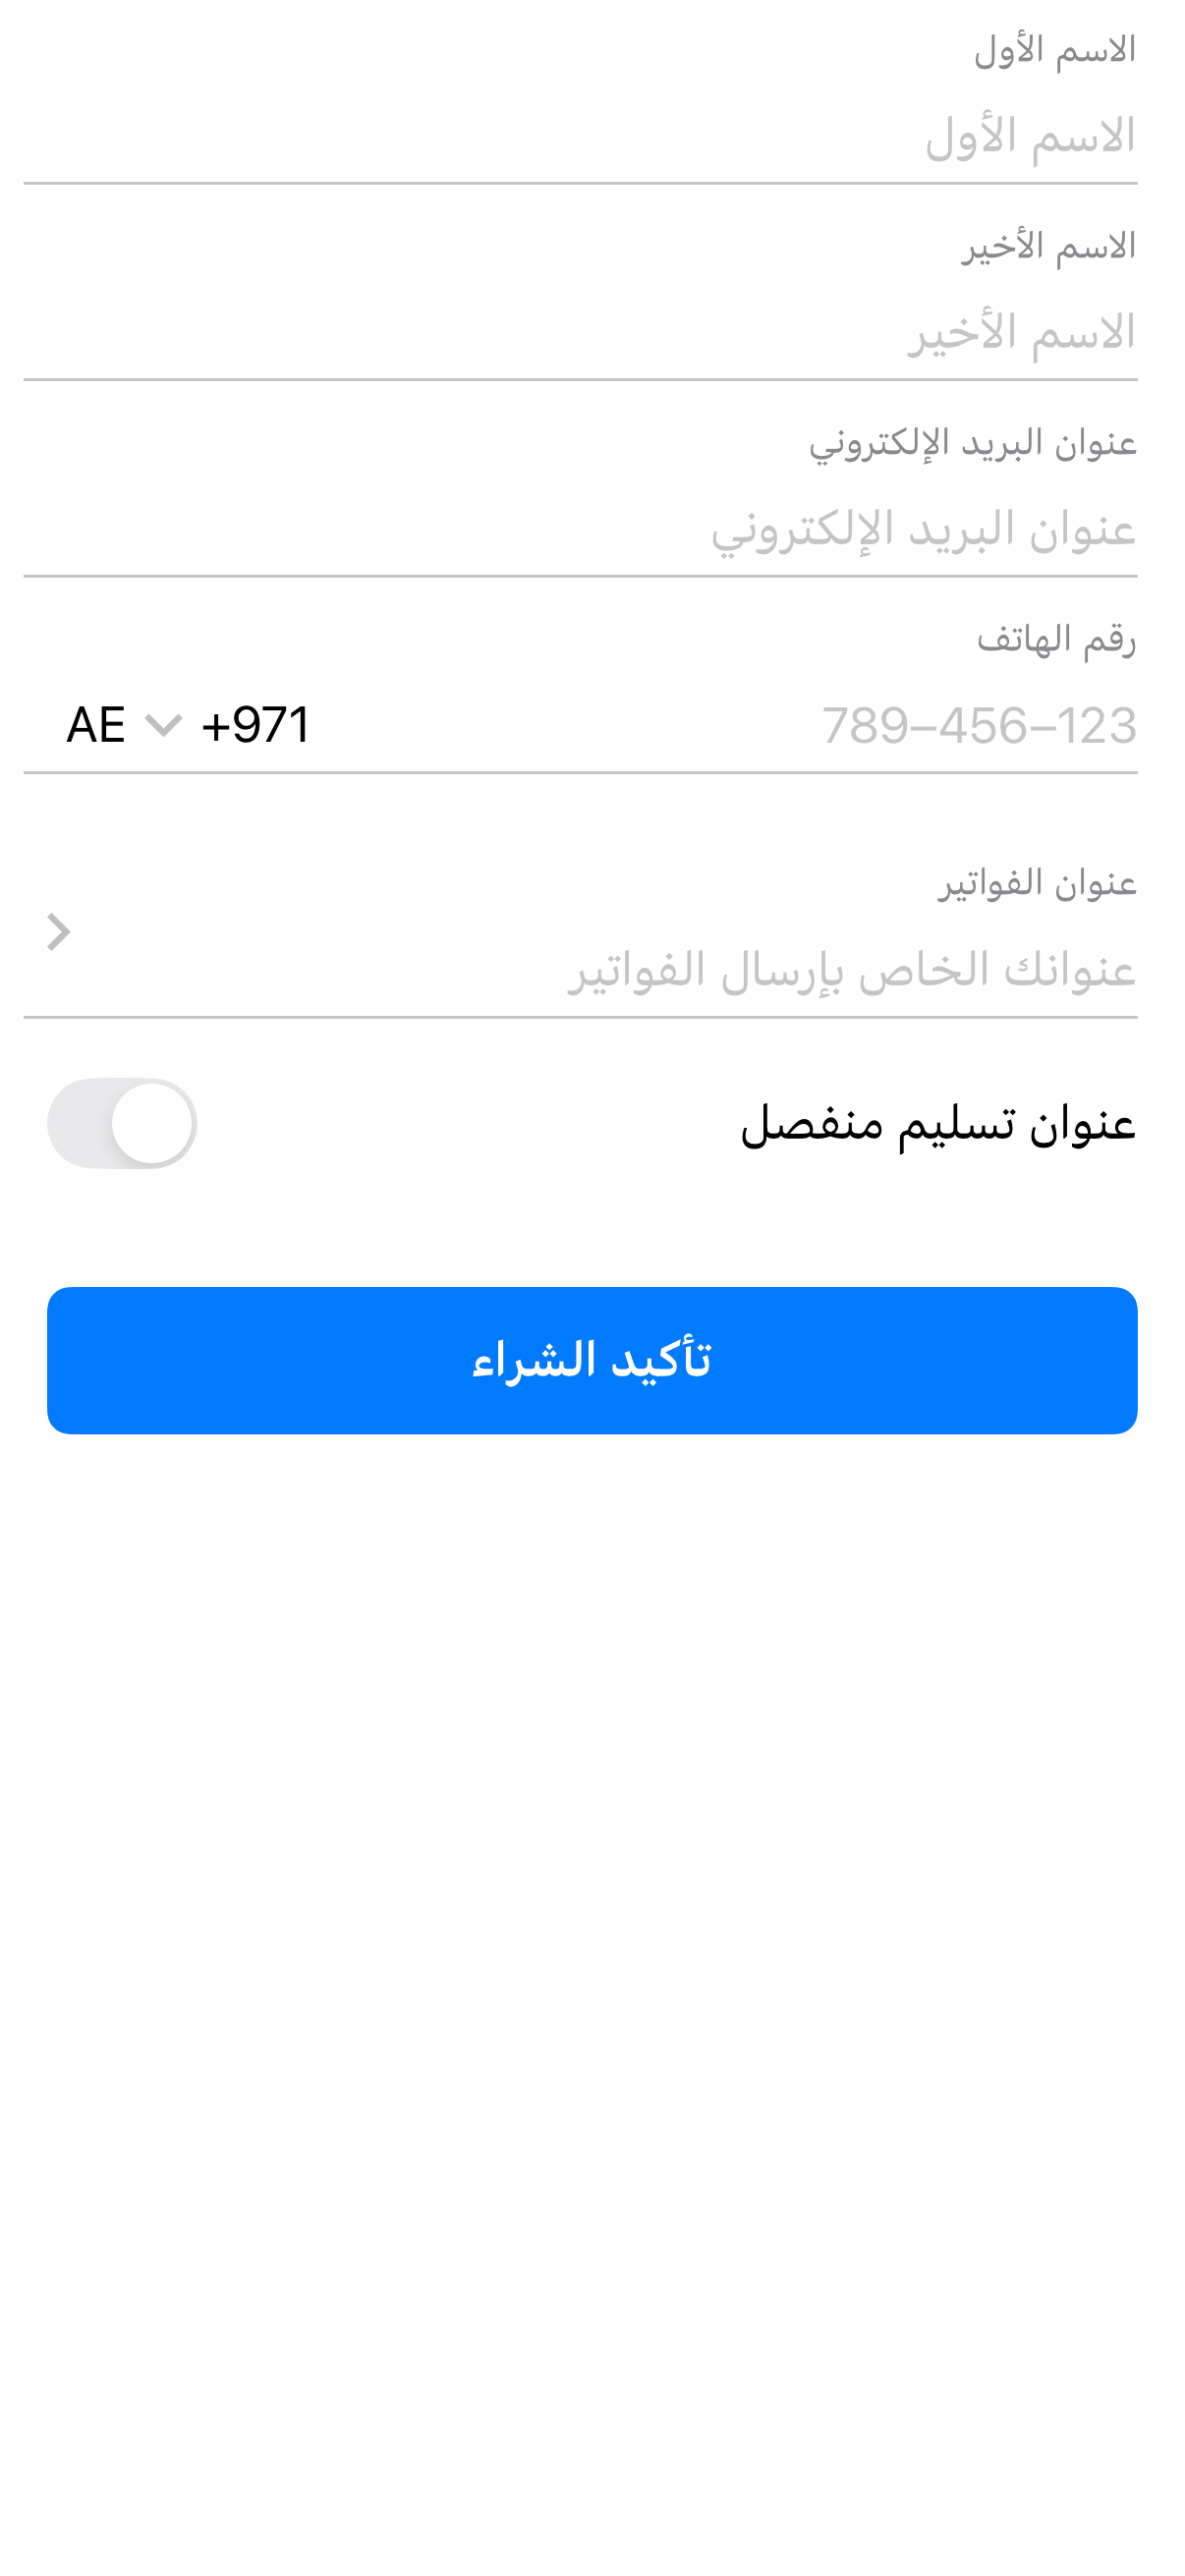 الاسم الأول
الاسم الأول
الاسم الأخير
الاسم الأخير
عنوان البريد الإلكتروني
عنوان البريد الإلكتروني
رقم الهاتف
AE +971 789–456–123
عنوان الفواتير
عنوانك الخاص بإرسال الفواتير
عنوان تسليم منفصل
تأكيد الشراء